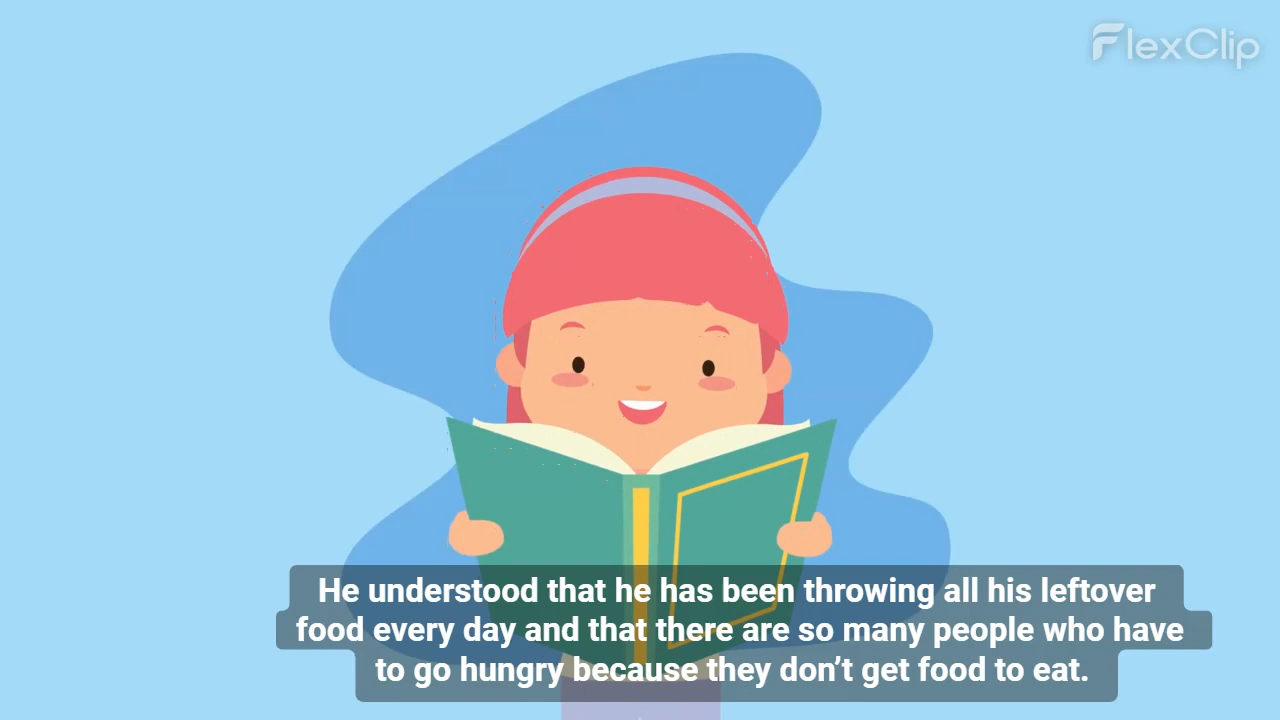 FlexClip
He understood that he has been throwing all his leftover
food every day and that there are so many people who have
to go hungry because they don’t get food to eat.